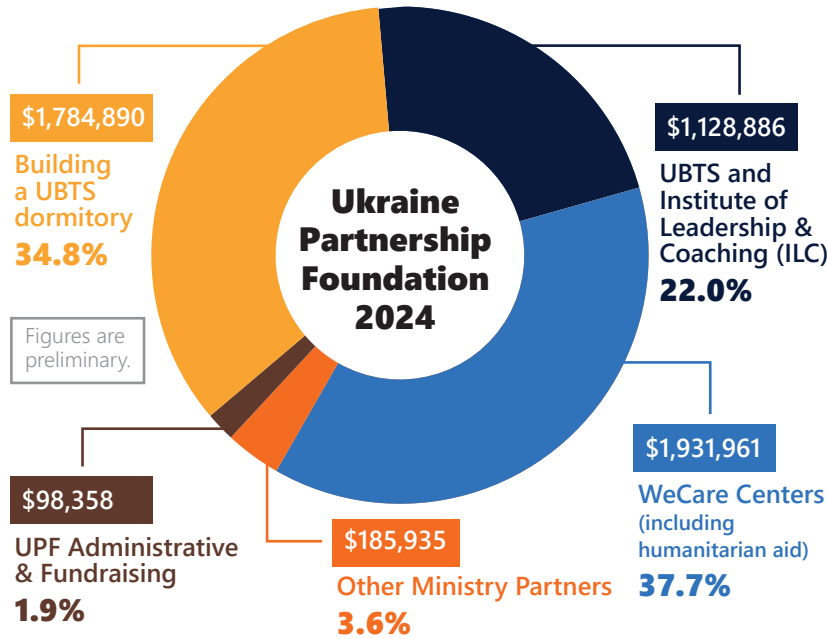 Ukraine
Partnership
Foundation
2024
$1,784,890
Building
a UBTS
dormitory
34.8%
$1,128,886
UBTS and
Institute of
Leadership &
Coaching (ILC)
22.0%
Figures are
preliminary.
$1,931,961
WeCare Centers
(including
humanitarian aid)
37.7%
$98,358
UPF Administrative
& Fundraising
1.9%
$185,935
Other Ministry Partners
3.6%